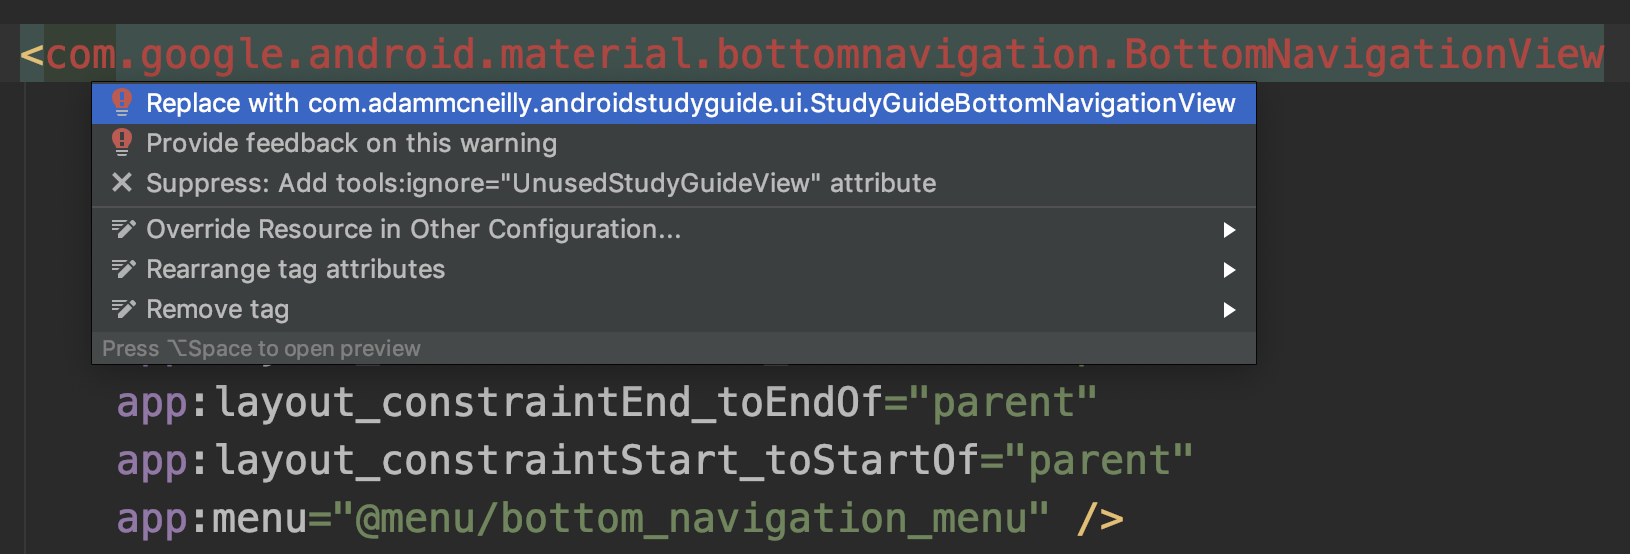 <com.google.android.material.bottomnavigation.BottomNavigationView
Replace with com.adammcneilly.androidstudyguide.ui.StudyGuideBottomNavigationView
Provide feedback on this warning
Suppress: Add tools:ignore="UnusedStudyGuideView" attribute
Override Resource in Other Configuration...
Rearrange tag attributes
Remove tag
Press ⌥Space to open preview
app:layout_constraintEnd_toEndOf="parent"
app:layout_constraintStart_toStartOf="parent"
app:menu="@menu/bottom_navigation_menu" />